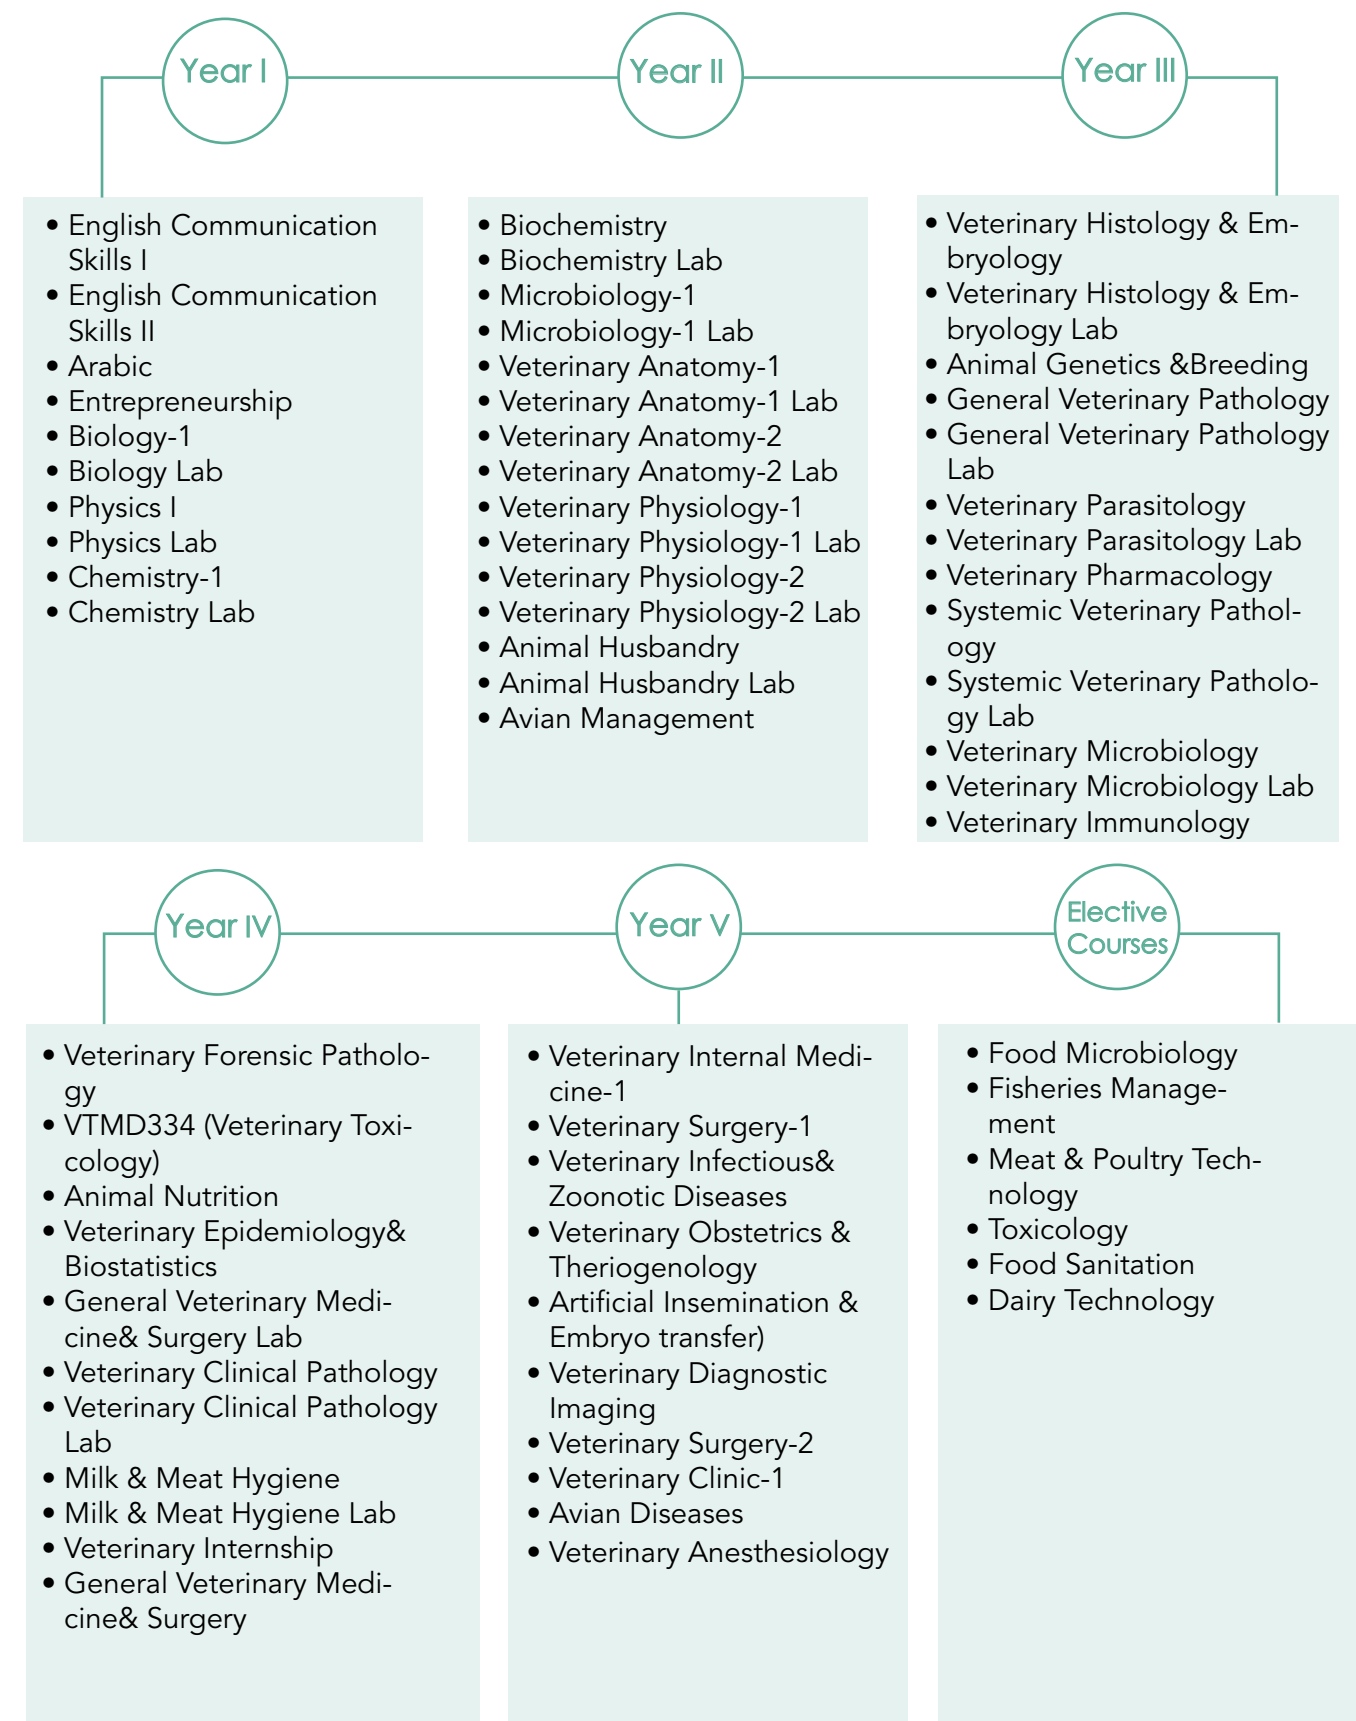 Year I
• English Communication
Skills I
• English Communication
Skills II
• Arabic
• Entrepreneurship
• Biology-1
• Biology Lab
• Physics I
• Physics Lab
• Chemistry-1
• Chemistry Lab
Year II
• Biochemistry
• Biochemistry Lab
• Microbiology-1
• Microbiology-1 Lab
• Veterinary Anatomy-1
• Veterinary Anatomy-1 Lab
• Veterinary Anatomy-2
• Veterinary Anatomy-2 Lab
• Veterinary Physiology-1
• Veterinary Physiology-1 Lab
• Veterinary Physiology-2
• Veterinary Physiology-2 Lab
• Animal Husbandry
• Animal Husbandry Lab
• Avian Management
Year III
• Veterinary Histology & Em-
bryology
• Veterinary Histology & Em-
bryology Lab
• Animal Genetics &Breeding
• General Veterinary Pathology
• General Veterinary Pathology
Lab
• Veterinary Parasitology
• Veterinary Parasitology Lab
• Veterinary Pharmacology
• Systemic Veterinary Pathol-
ogy
• Systemic Veterinary Patholo-
gy Lab
• Veterinary Microbiology
• Veterinary Microbiology Lab
• Veterinary Immunology
Year IV
• Veterinary Forensic Patholo-
gy
• VTMD334 (Veterinary Toxi-
cology)
• Animal Nutrition
• Veterinary Epidemiology&
Biostatistics
• General Veterinary Medi-
cine& Surgery Lab
• Veterinary Clinical Pathology
• Veterinary Clinical Pathology
Lab
• Milk & Meat Hygiene
• Milk & Meat Hygiene Lab
• Veterinary Internship
• General Veterinary Medi-
cine& Surgery
Year V
• Veterinary Internal Medi-
cine-1
• Veterinary Surgery-1
• Veterinary Infectious&
Zoonotic Diseases
• Veterinary Obstetrics &
Theriogenology
• Artificial Insemination &
Embryo transfer)
• Veterinary Diagnostic
Imaging
• Veterinary Surgery-2
• Veterinary Clinic-1
• Avian Diseases
• Veterinary Anesthesiology
Elective
Courses
• Food Microbiology
• Fisheries Manage-
ment
• Meat & Poultry Tech-
nology
• Toxicology
• Food Sanitation
• Dairy Technology